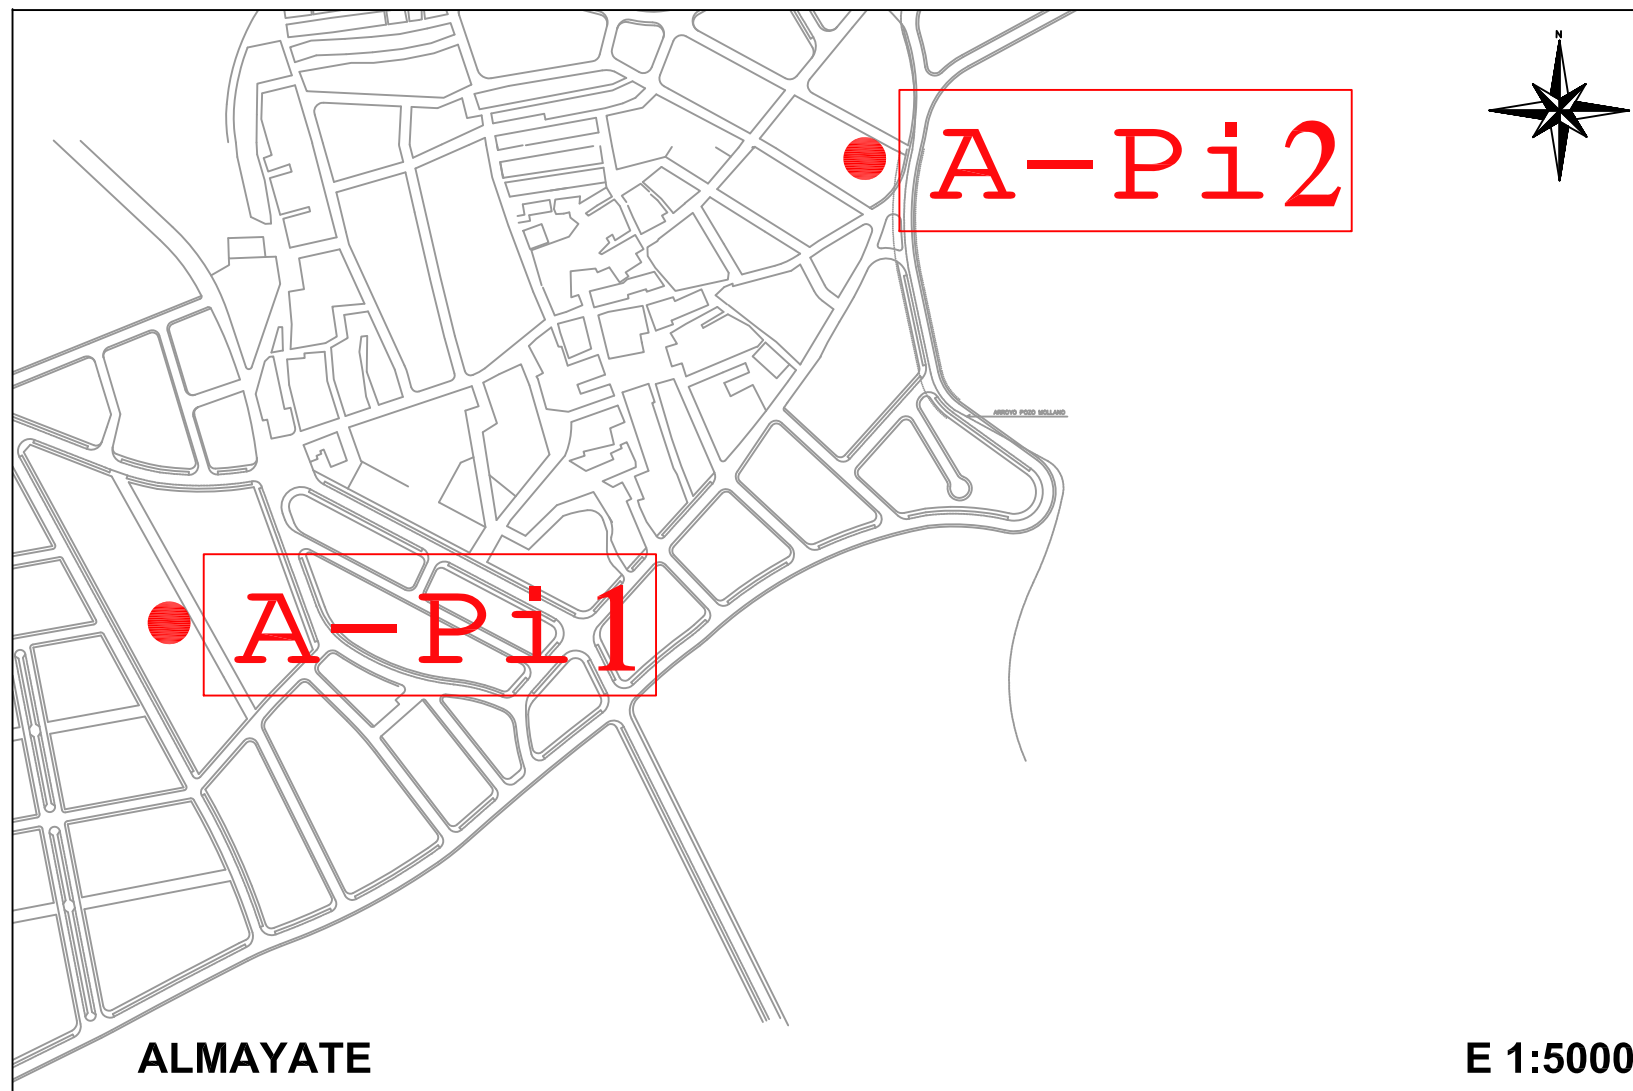 N
A-Pi2
ARROYO POZO MOLLANO
A-Pi1
ALMAYATE
E 1:5000